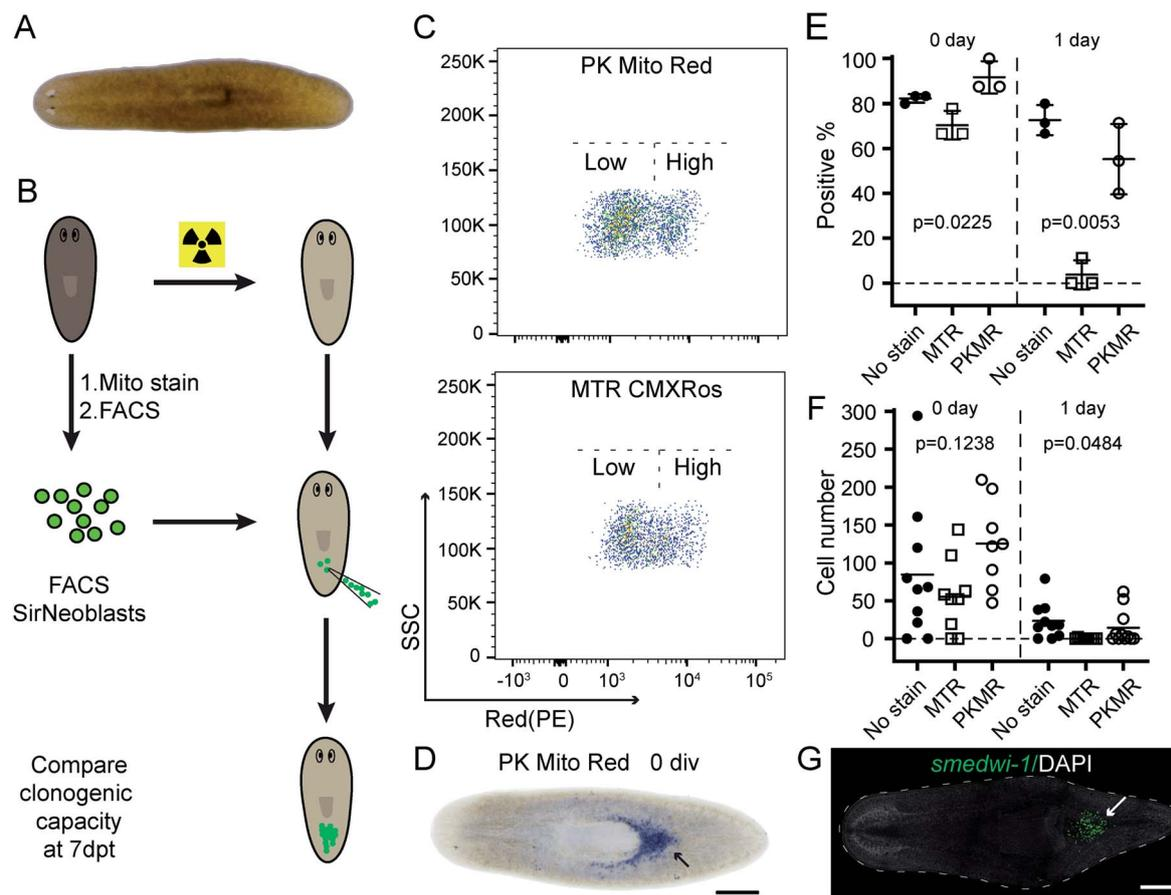 A
B
1.Mito stain
2.FACS
FACS
SirNeoblasts
Compare
clonogenic
capacity
at 7dpt
C
250K
200K
150K
100K
50K
0
PK Mito Red
Low
High
250K
200K
150K
100K
50K
0
MTR CMXRos
Low
High
SSC
-10³ 0 10³ 10⁴ 10⁵
Red(PE)
D
PK Mito Red 0 div
E
0 day 1 day
100
80
60
40
20
0
Positive %
p=0.0225 p=0.0053
No stain MTR PKMR No stain MTR PKMR
F
300
250
200
150
100
50
0
Cell number
0 day 1 day
p=0.1238 p=0.0484
No stain MTR PKMR No stain MTR PKMR
G
smedwi-1/DAPI